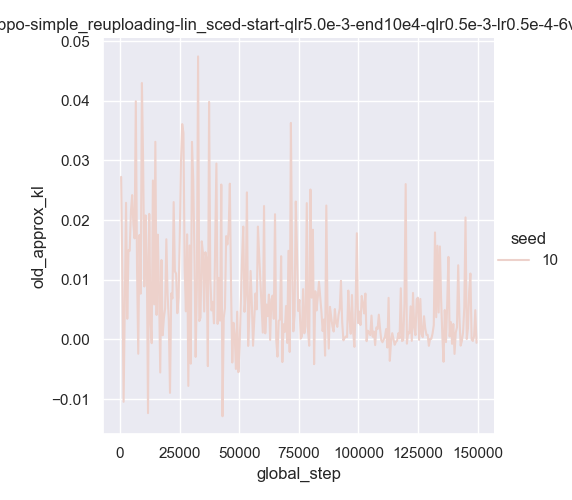 ppo-simple_reuploading-lin_sced-start-qlr5.0e-3-end10e4-qlr0.5e-3-lr0.5e-4-6v
0.05
0.04
0.03
0.02
0.01
0.00
−0.01
old_approx_kl
0 25000 50000 75000 100000 125000 150000
global_step
seed
10